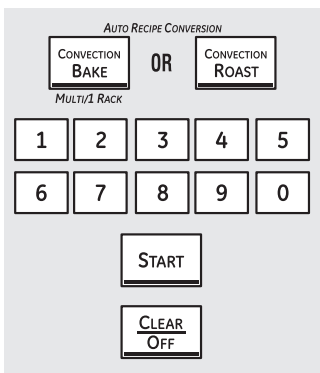 AUTO RECIPE CONVERSION
CONVECTION
BAKE
OR
CONVECTION
ROAST
MULTI/1 RACK
1 2 3 4 5
6 7 8 9 0
START
CLEAR
OFF